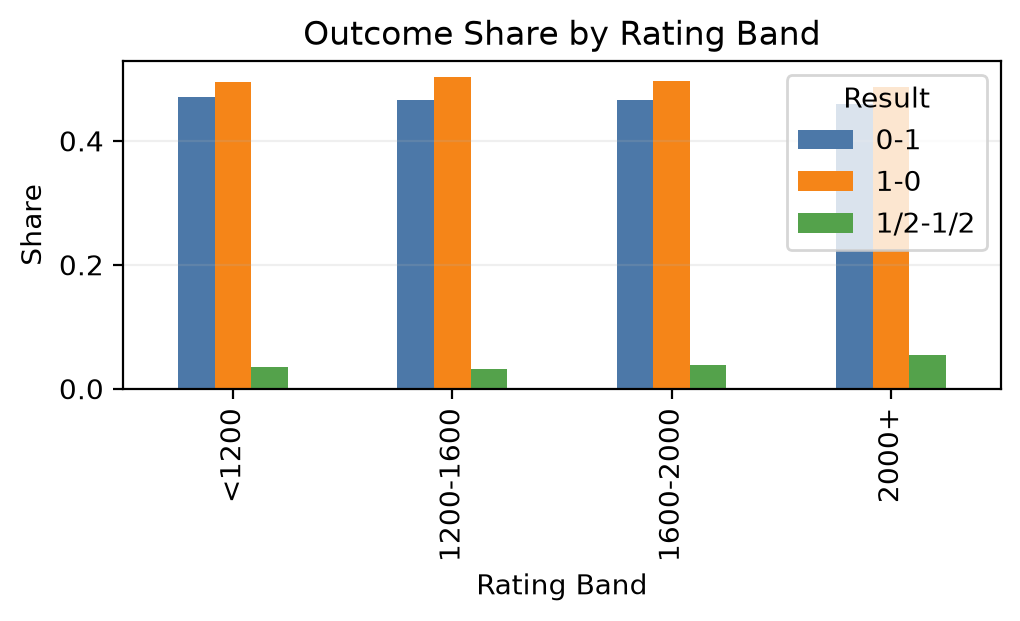 Outcome Share by Rating Band
Share
0.4
0.2
0.0
Result
0-1
1-0
1/2-1/2
<1200
1200-1600
1600-2000
2000+
Rating Band